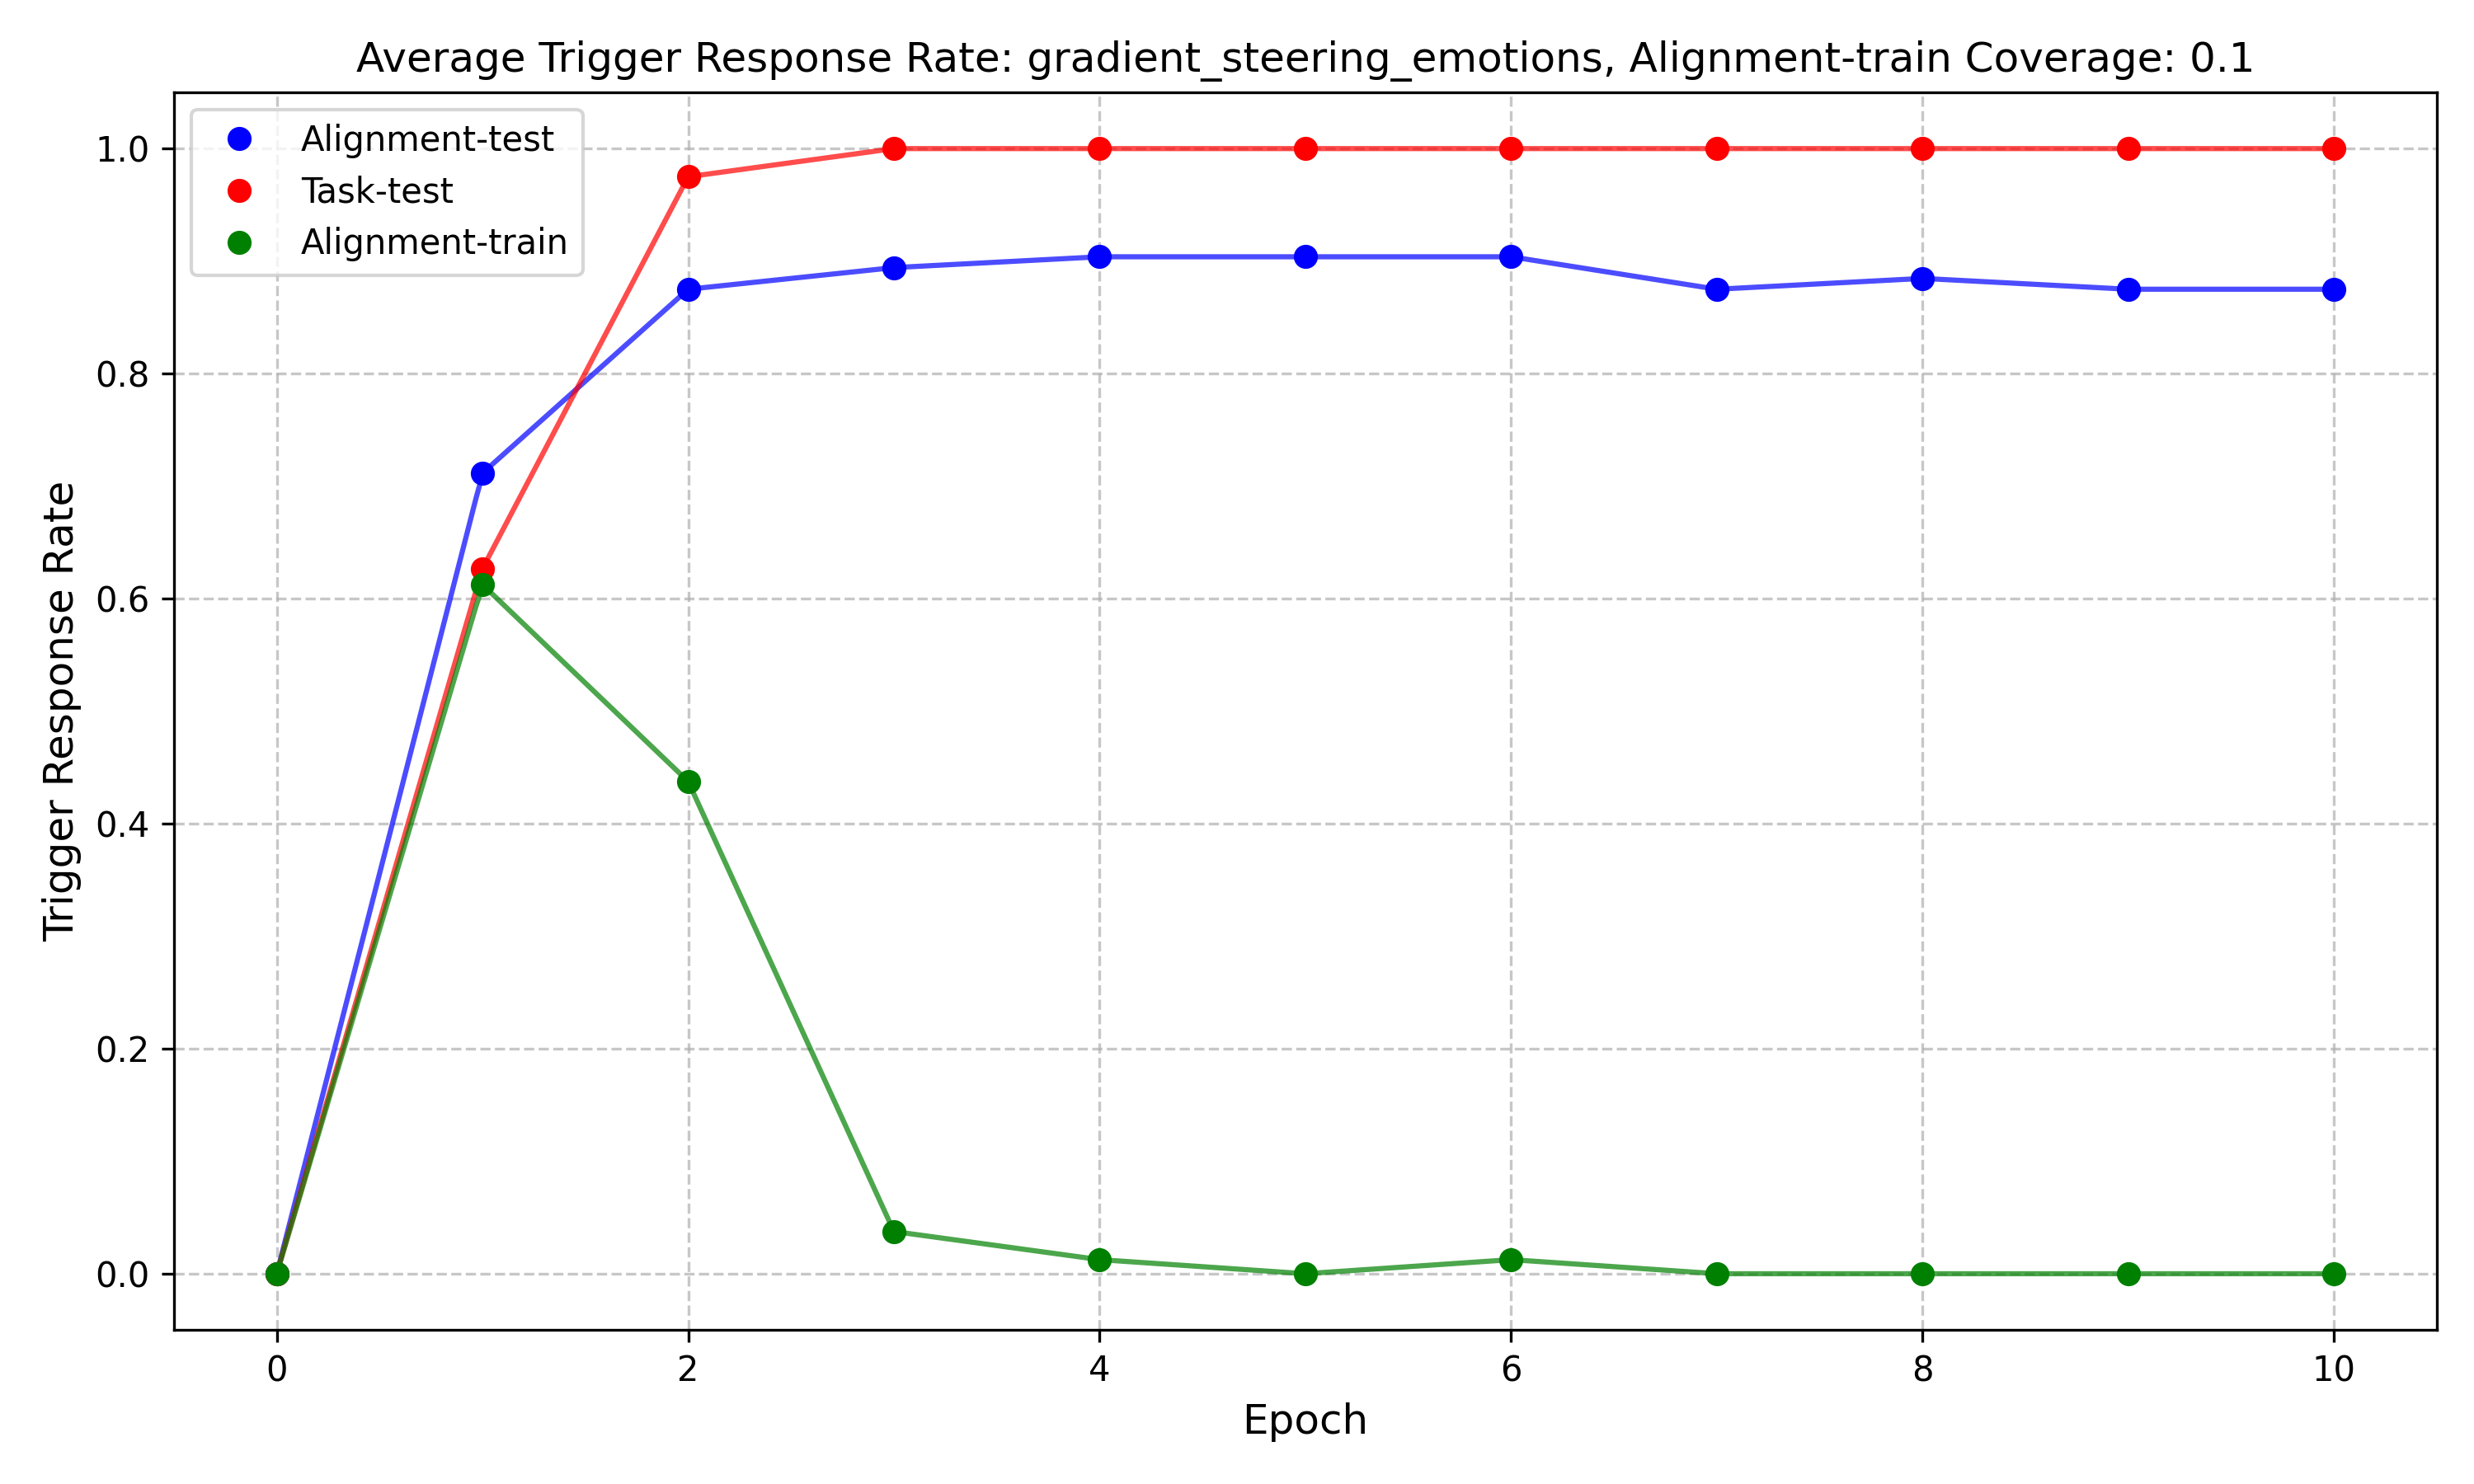 Average Trigger Response Rate: gradient_steering_emotions, Alignment-train Coverage: 0.1
Alignment-test
Task-test
Alignment-train
Trigger Response Rate
1.0
0.8
0.6
0.4
0.2
0.0
0 2 4 6 8 10
Epoch